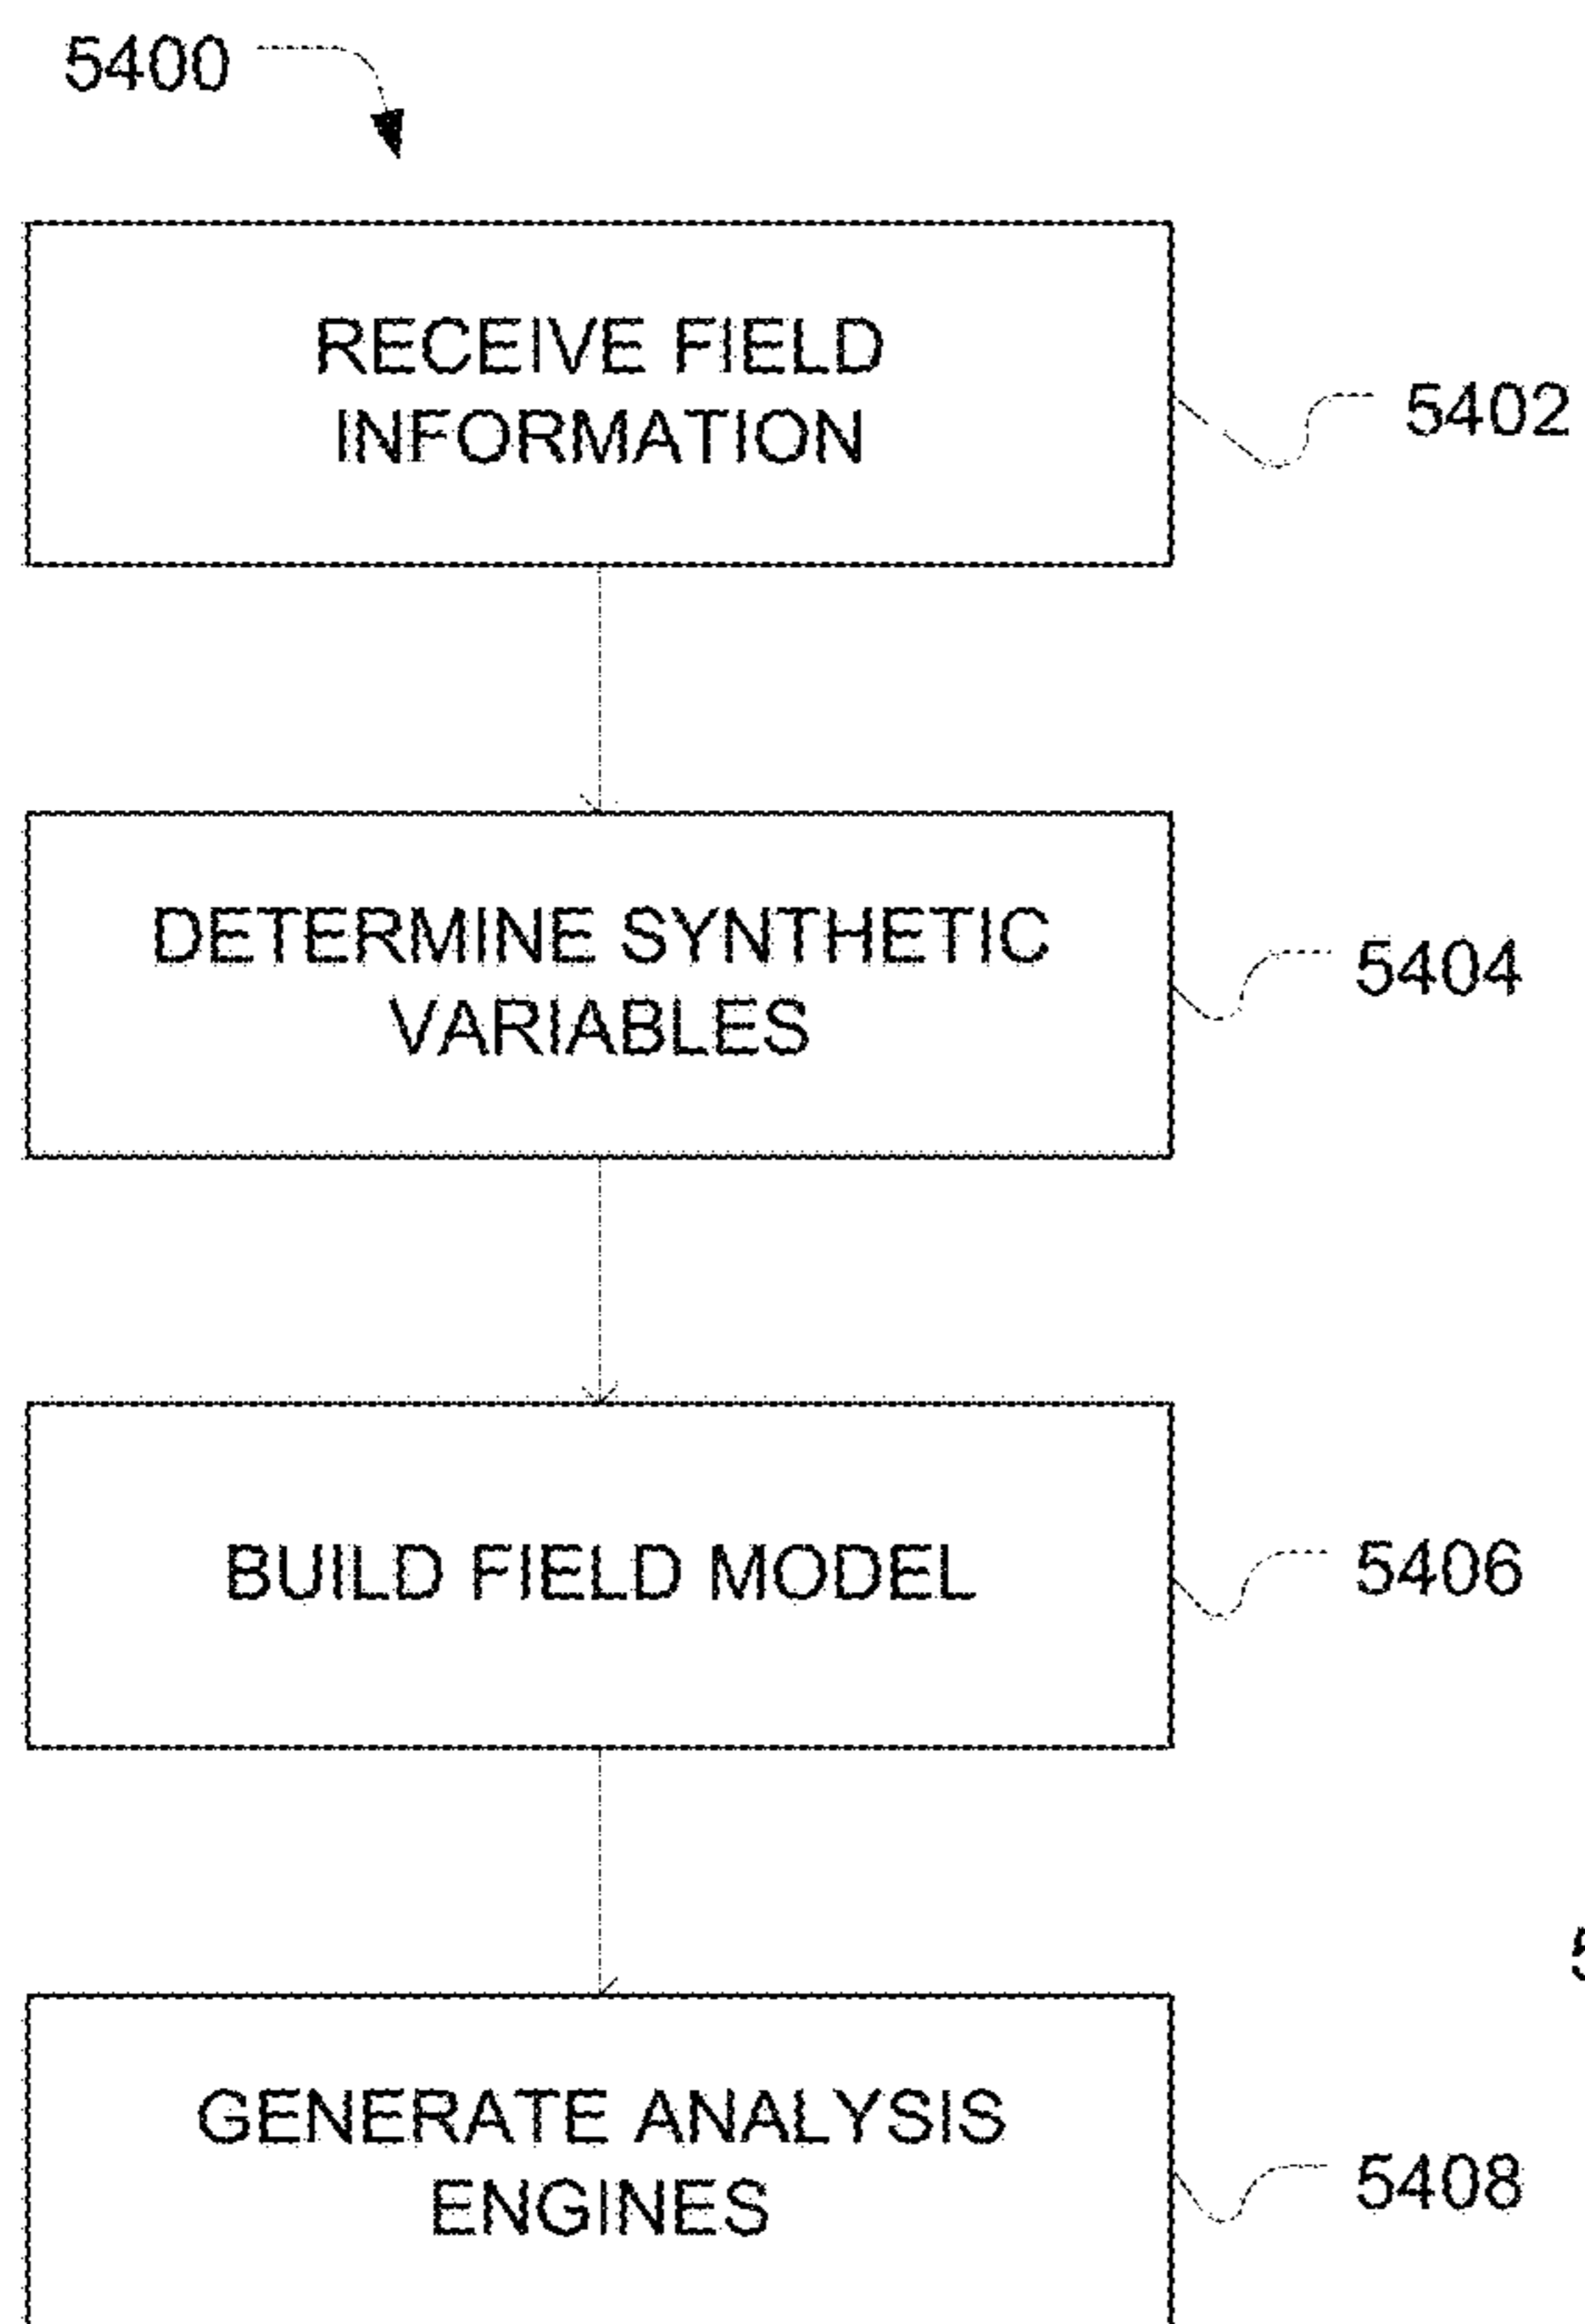 5400
RECEIVE FIELD
INFORMATION
5402
DETERMINE SYNTHETIC
VARIABLES
5404
BUILD FIELD MODEL
5406
GENERATE ANALYSIS
ENGINES
5408